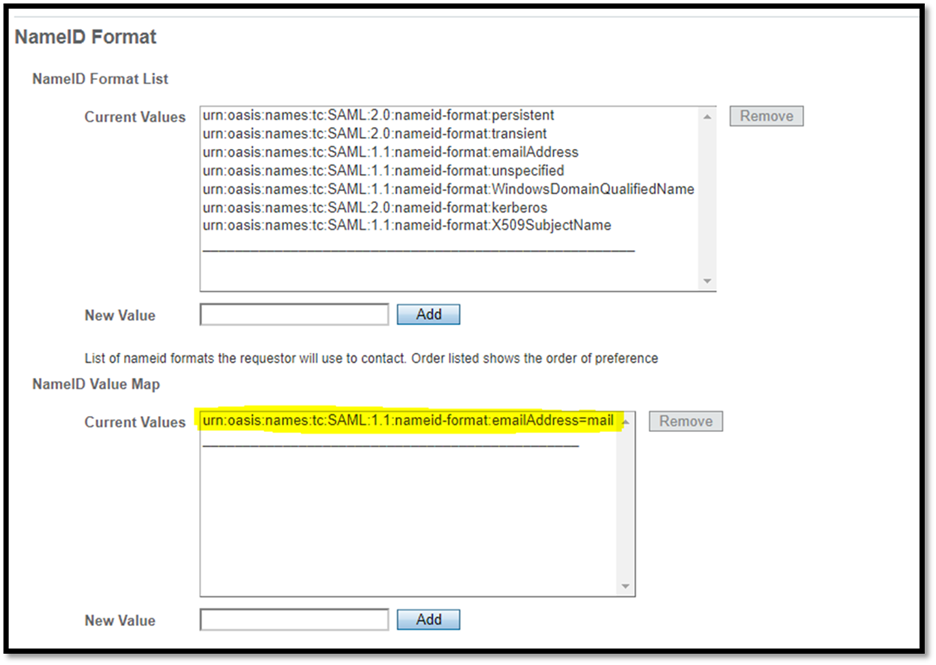 NameID Format
NameID Format List
Current Values
urn:oasis:names:tc:SAML:2.0:nameid-format:persistent
urn:oasis:names:tc:SAML:2.0:nameid-format:transient
urn:oasis:names:tc:SAML:1.1:nameid-format:emailAddress
urn:oasis:names:tc:SAML:1.1:nameid-format:unspecified
urn:oasis:names:tc:SAML:1.1:nameid-format:WindowsDomainQualifiedName
urn:oasis:names:tc:SAML:2.0:nameid-format:kerberos
urn:oasis:names:tc:SAML:1.1:nameid-format:X509SubjectName
Remove
New Value
Add
List of nameid formats the requestor will use to contact. Order listed shows the order of preference
NameID Value Map
Current Values
urn:oasis:names:tc:SAML:1.1:nameid-format:emailAddress=mail
Remove
New Value
Add